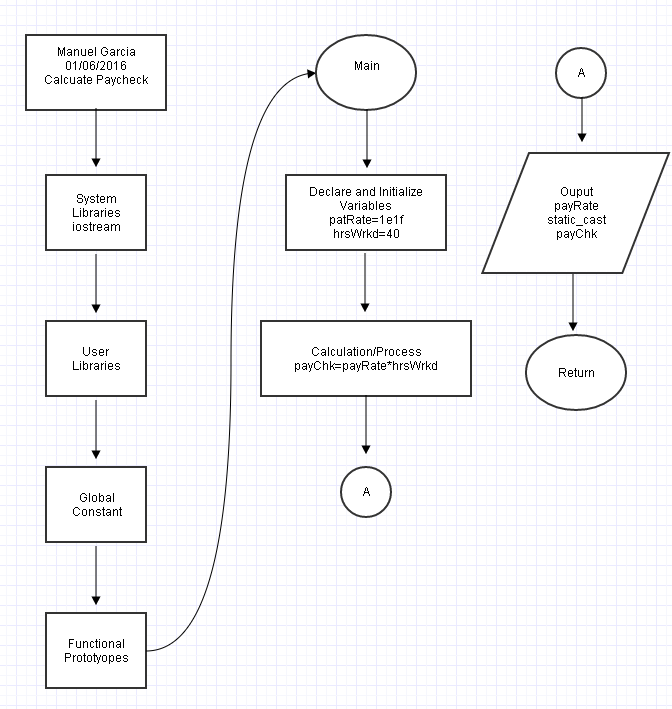 Manuel Garcia
01/06/2016
Calcuate Paycheck
System
Libraries
iostream
User
Libraries
Global
Constant
Functional
Prototyopes
Main
Declare and Initialize
Variables
patRate=1e1f
hrsWrkd=40
Calculation/Process
payChk=payRate*hrsWrkd
A
A
Ouput
payRate
static_cast
payChk
Return